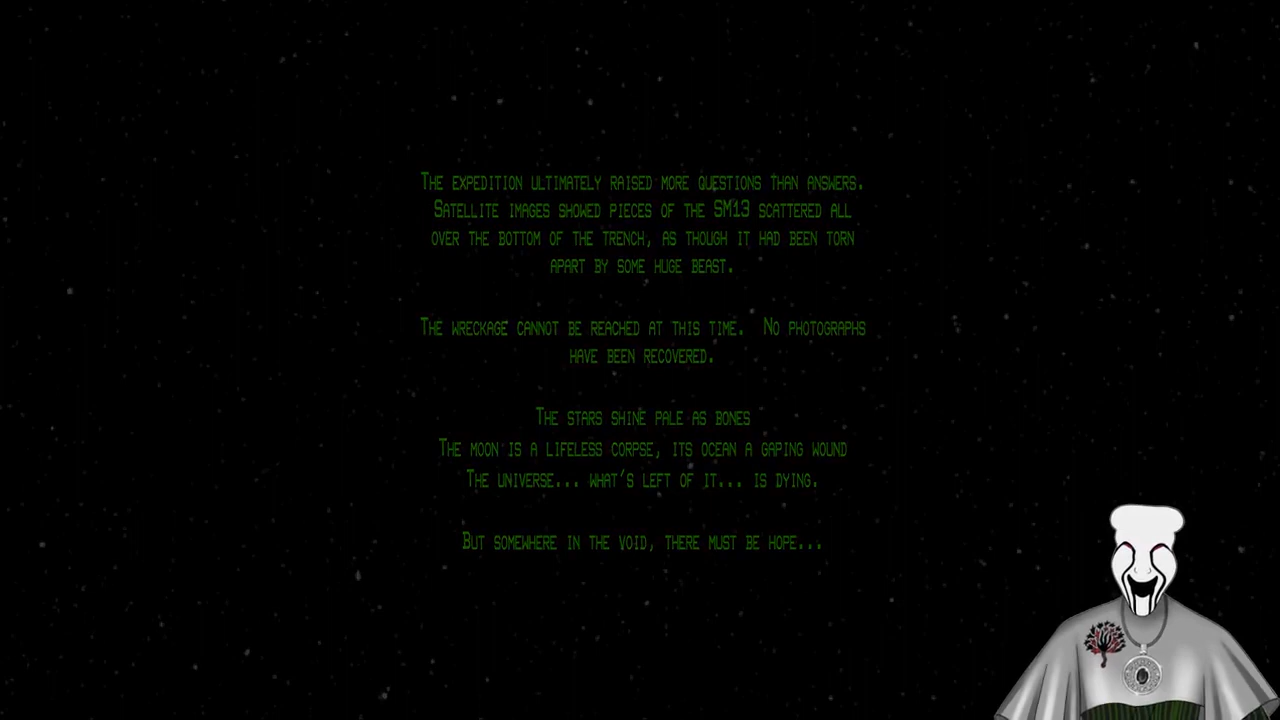 The expedition ultimately raised more questions than answers.
Satellite images showed pieces of the SM13 scattered all
over the bottom of the trench, as though it had been torn
apart by some huge beast.
The wreckage cannot be reached at this time. No photographs
have been recovered.
The stars shine pale as bones
The moon is a lifeless corpse, its ocean a gaping wound
The universe... what's left of it... is dying.
But somewhere in the void, there must be hope...